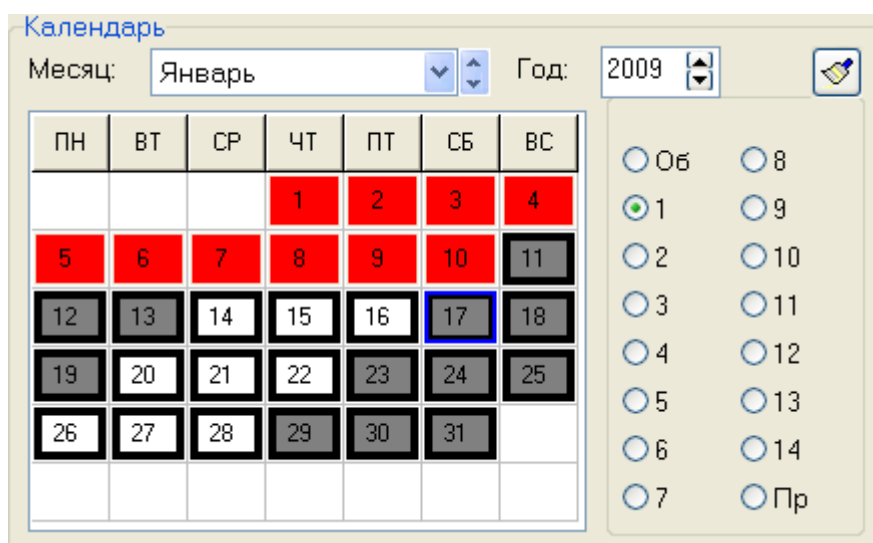 Календарь
Месяц: Январь Год: 2009
ПН ВТ СР ЧТ ПТ СБ ВС
1 2 3 4
5 6 7 8 9 10 11
12 13 14 15 16 17 18
19 20 21 22 23 24 25
26 27 28 29 30 31
Об 8
1 9
2 10
3 11
4 12
5 13
6 14
7 Пр